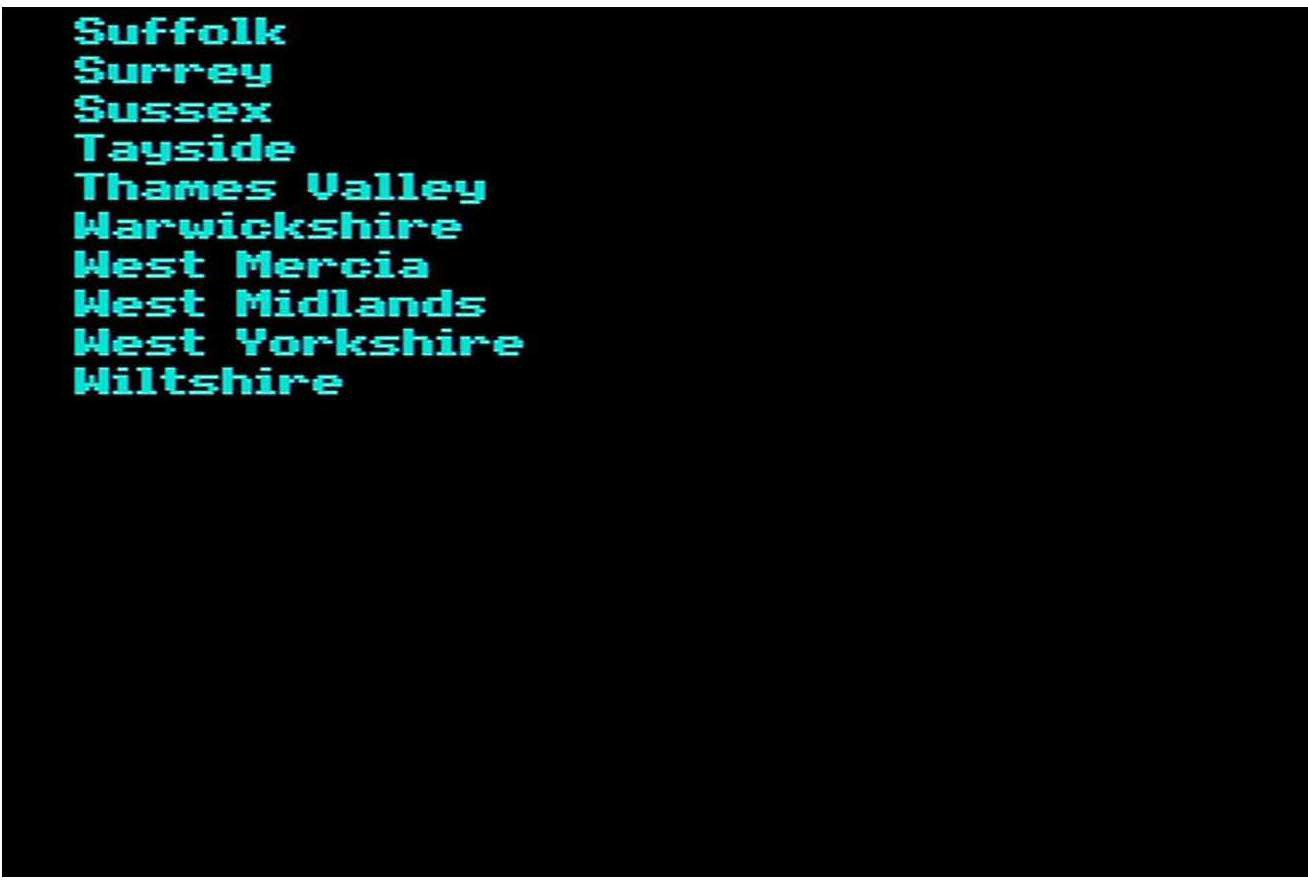 Suffolk
Surrey
Sussex
Tayside
Thames Valley
Warwickshire
West Mercia
West Midlands
West Yorkshire
Wiltshire